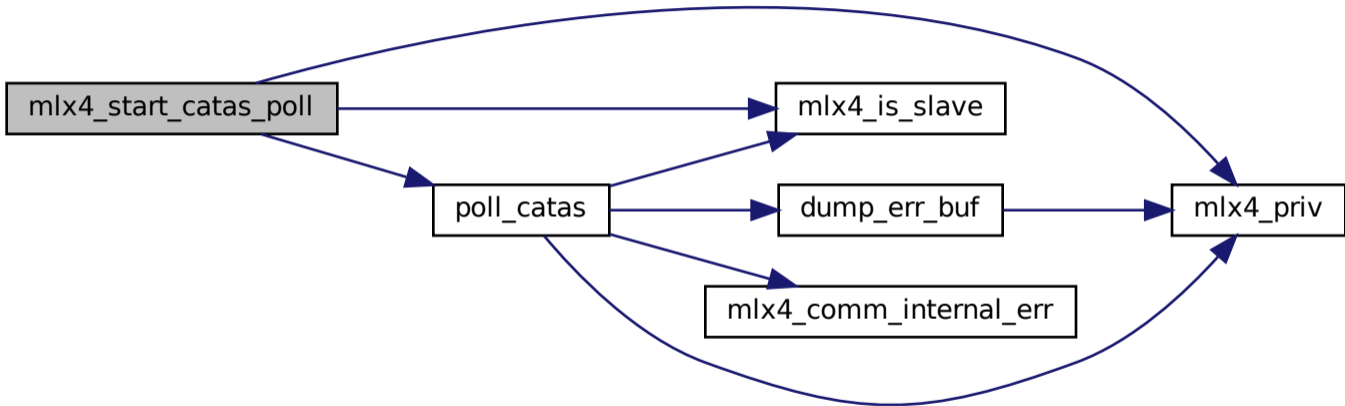 mlx4_start_catas_poll
mlx4_is_slave
poll_catas
dump_err_buf
mlx4_priv
mlx4_comm_internal_err